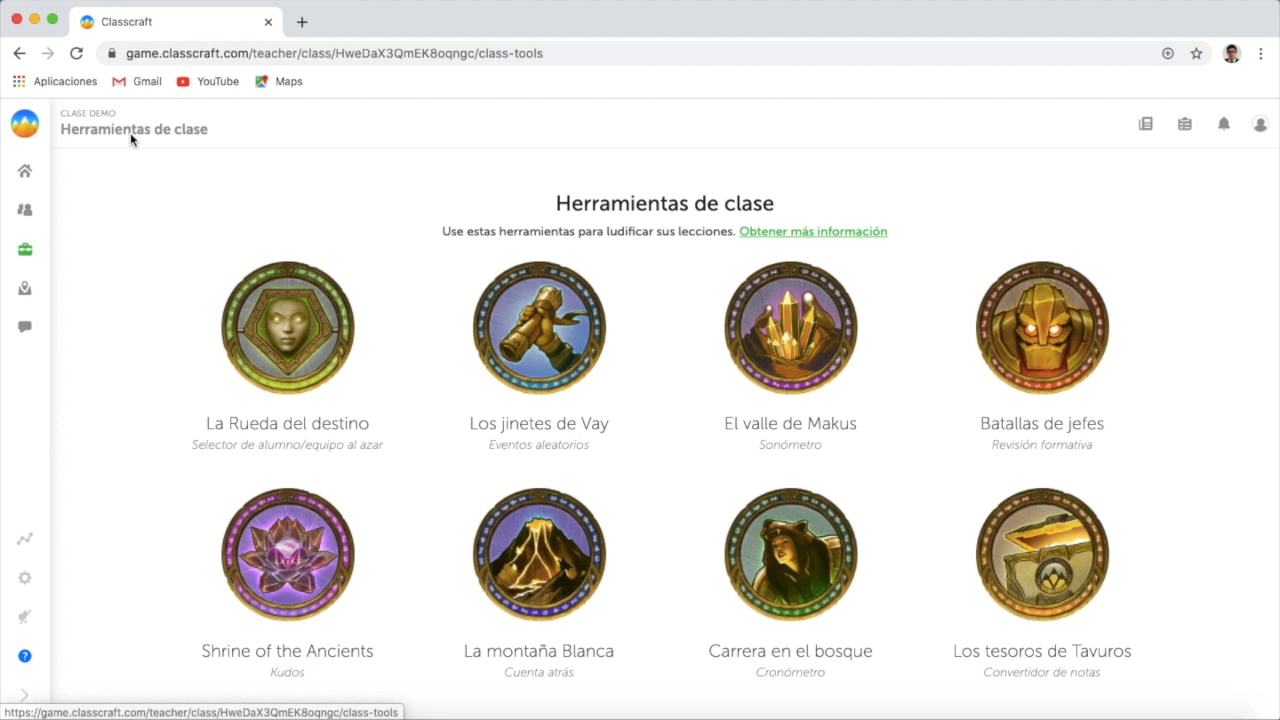 Classcraft
game.classcraft.com/teacher/class/HweDaX3QmEK8oqngc/class-tools
Aplicaciones Gmail YouTube Maps
CLASE DEMO
Herramientas de clase
Herramientas de clase
Use estas herramientas para ludificar sus lecciones. Obtener más información
La Rueda del destino Los jinetes de Vay El valle de Makus Batallas de jefes
Selector de alumno/equipo al azar Eventos aleatorios Sonómetro Revisión formativa
Shrine of the Ancients La montaña Blanca Carrera en el bosque Los tesoros de Tavuros
Kudos Cuenta atrás Cronómetro Convertidor de notas
https://game.classcraft.com/teacher/class/HweDaX3QmEK8oqngc/class-tools